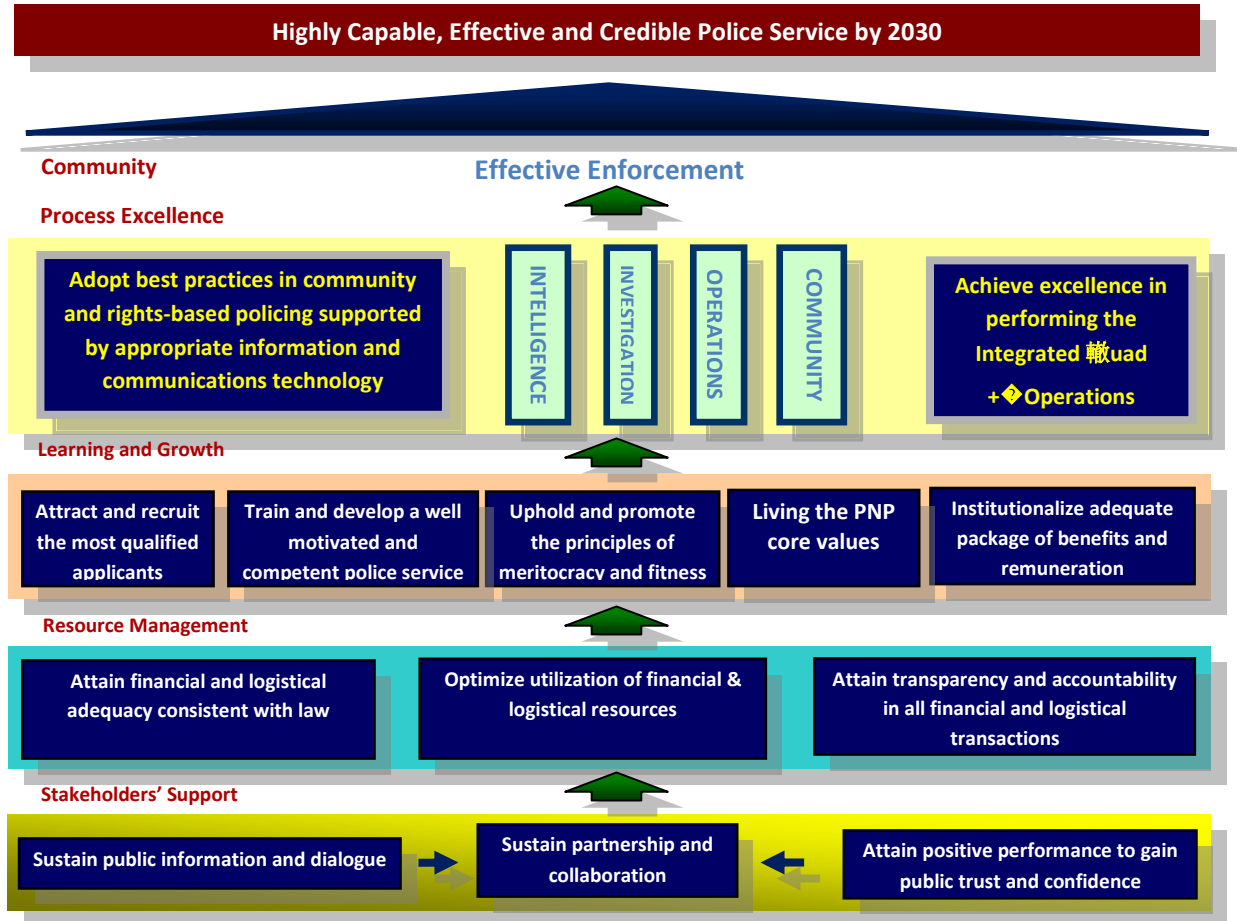 Highly Capable, Effective and Credible Police Service by 2030
Community
Effective Enforcement
Process Excellence
Adopt best practices in community
and rights-based policing supported
by appropriate information and
communications technology
INTELLIGENCE
INVESTIGATION
OPERATIONS
COMMUNITY
Achieve excellence in
performing the
Integrated 轍uad
+�Operations
Learning and Growth
Attract and recruit
the most qualified
applicants
Train and develop a well
motivated and
competent police service
Uphold and promote
the principles of
meritocracy and fitness
Living the PNP
core values
Institutionalize adequate
package of benefits and
remuneration
Resource Management
Attain financial and logistical
adequacy consistent with law
Optimize utilization of financial &
logistical resources
Attain transparency and accountability
in all financial and logistical
transactions
Stakeholders’ Support
Sustain public information and dialogue
Sustain partnership and
collaboration
Attain positive performance to gain
public trust and confidence